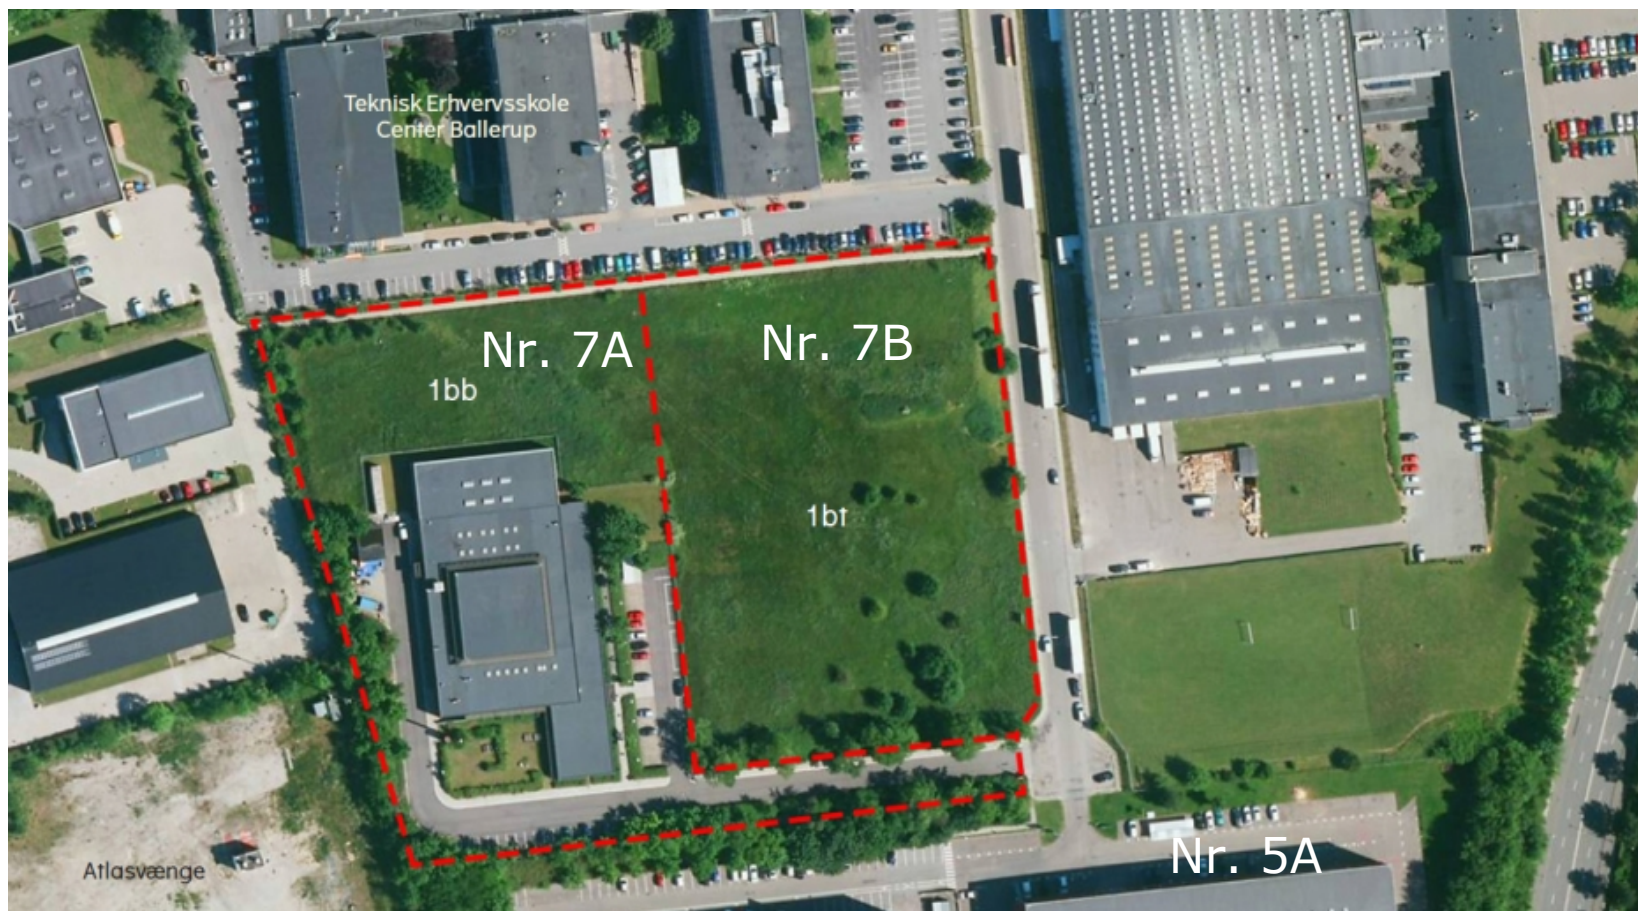 Teknisk Erhvervsskole
Center Ballerup
Nr. 7A
Nr. 7B
1bb
1bt
Nr. 5A
Atlasvænge